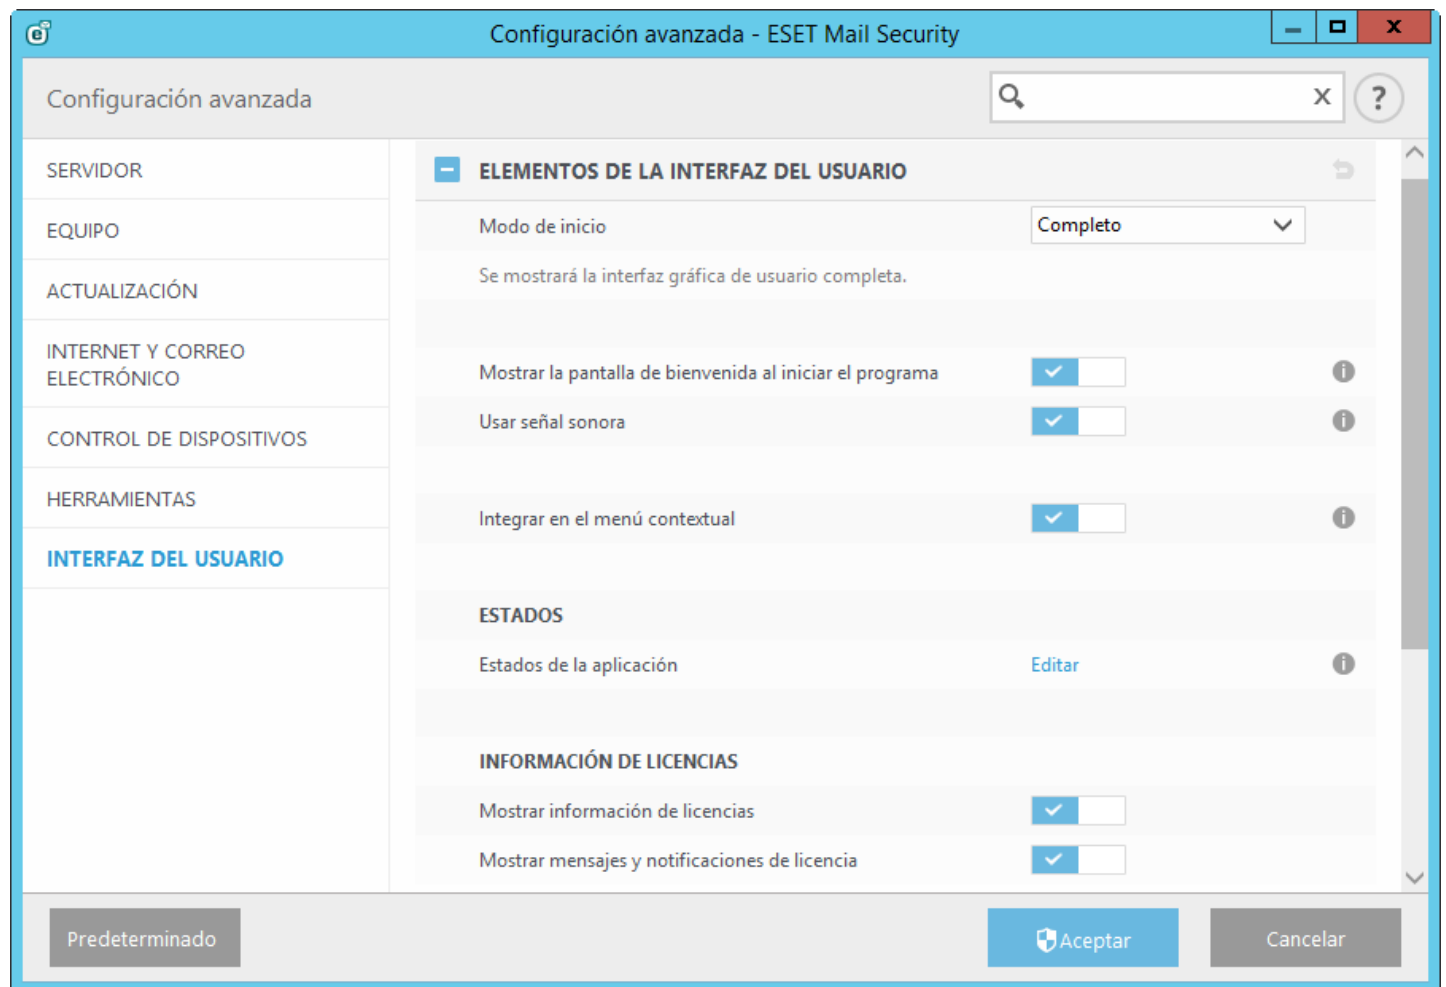 Configuración avanzada - ESET Mail Security
Configuración avanzada
SERVIDOR
EQUIPO
ACTUALIZACIÓN
INTERNET Y CORREO
ELECTRÓNICO
CONTROL DE DISPOSITIVOS
HERRAMIENTAS
INTERFAZ DEL USUARIO
ELEMENTOS DE LA INTERFAZ DEL USUARIO
Modo de inicio Completo
Se mostrará la interfaz gráfica de usuario completa.
Mostrar la pantalla de bienvenida al iniciar el programa
Usar señal sonora
Integrar en el menú contextual
ESTADOS
Estados de la aplicación Editar
INFORMACIÓN DE LICENCIAS
Mostrar información de licencias
Mostrar mensajes y notificaciones de licencia
Predeterminado Aceptar Cancelar